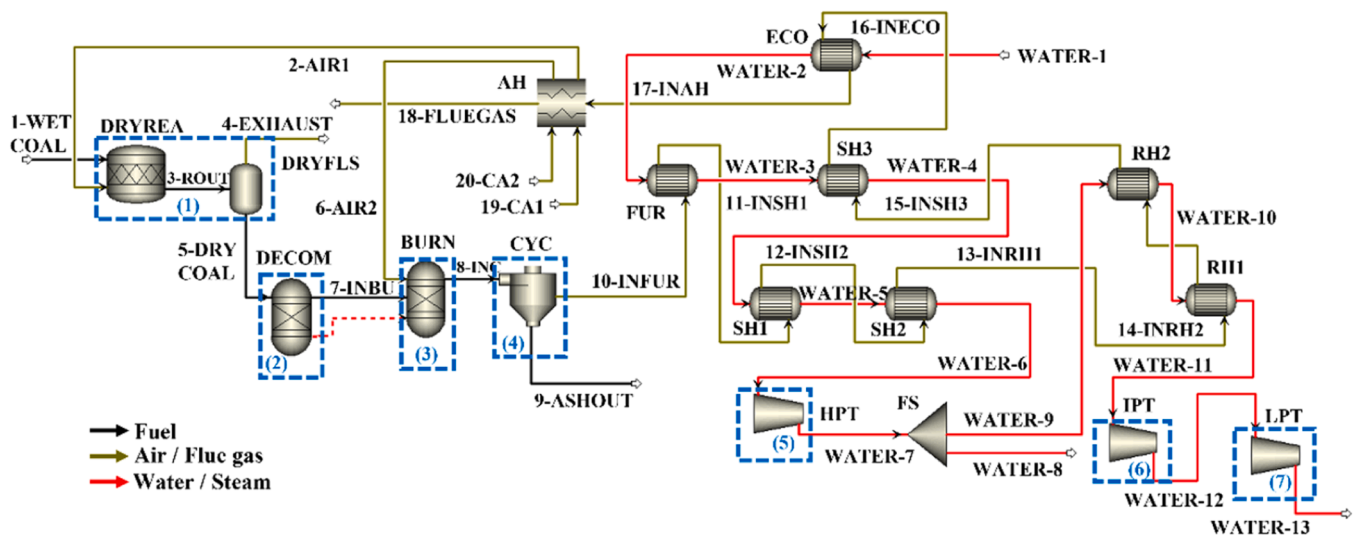 16-INECO
ECO
WATER-1
WATER-2
2-AIR1
AH
17-INAH
18-FLUEGAS
1-WET
COAL
DRYREA
4-EXIIAUST
DRYFLS
3-ROUT
(1)
20-CA2
19-CA1
6-AIR2
WATER-3
SH3
WATER-4
RH2
FUR
11-INSH1
15-INSH3
WATER-10
5-DRY
COAL
DECOM
7-INBU
BURN
8-INC
CYC
10-INFUR
12-INSII2
13-INRII1
RII1
WATER-5
SH1
SH2
14-INRH2
(2)
(3)
(4)
9-ASHOUT
WATER-6
WATER-11
HPT
FS
WATER-9
IPT
LPT
(5)
WATER-7
WATER-8
(6)
(7)
WATER-12
WATER-13
Fuel
Air / Fluc gas
Water / Steam